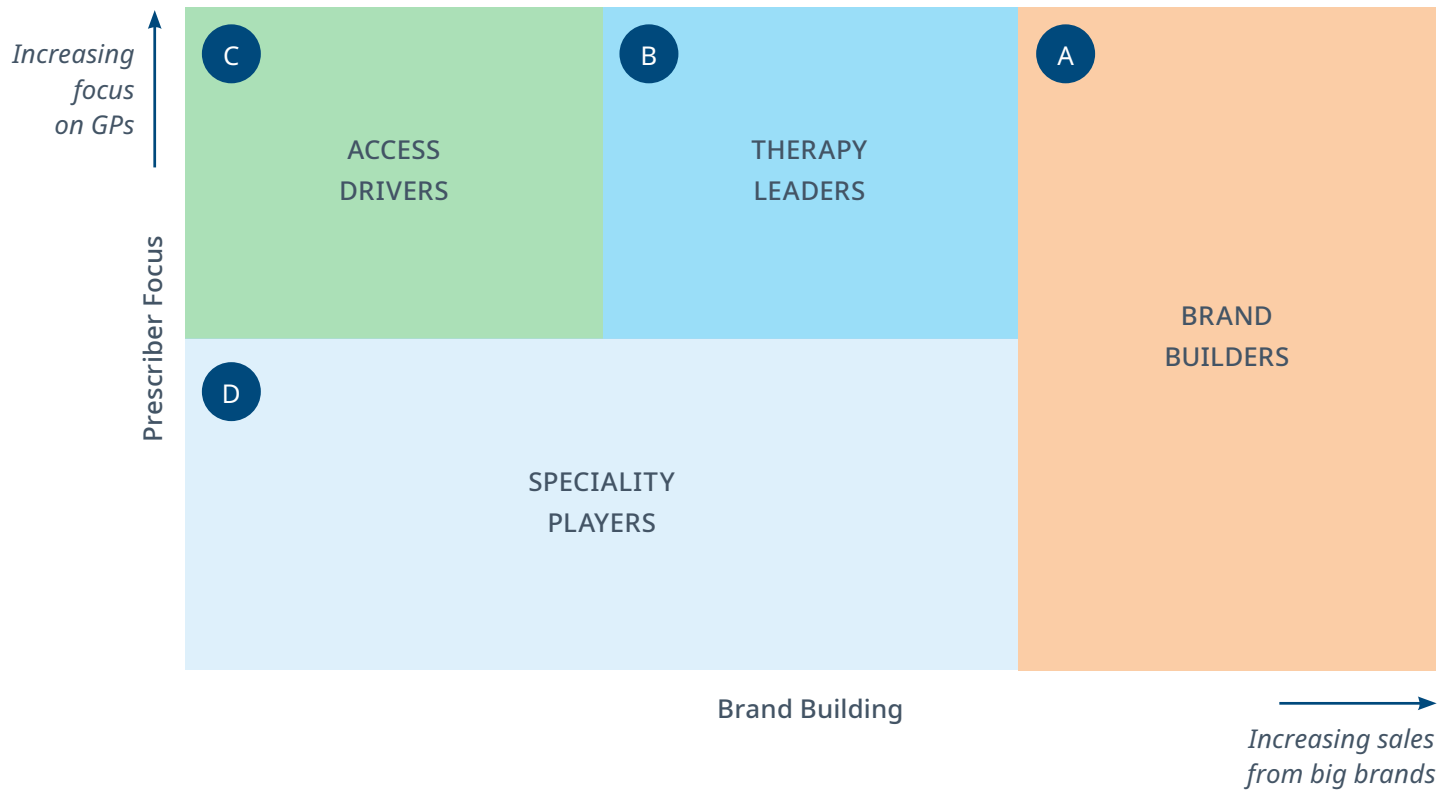 Increasing
focus
on GPs
Prescriber Focus
C
ACCESS
DRIVERS
B
THERAPY
LEADERS
A
BRAND
BUILDERS
D
SPECIALITY
PLAYERS
Brand Building
Increasing sales
from big brands